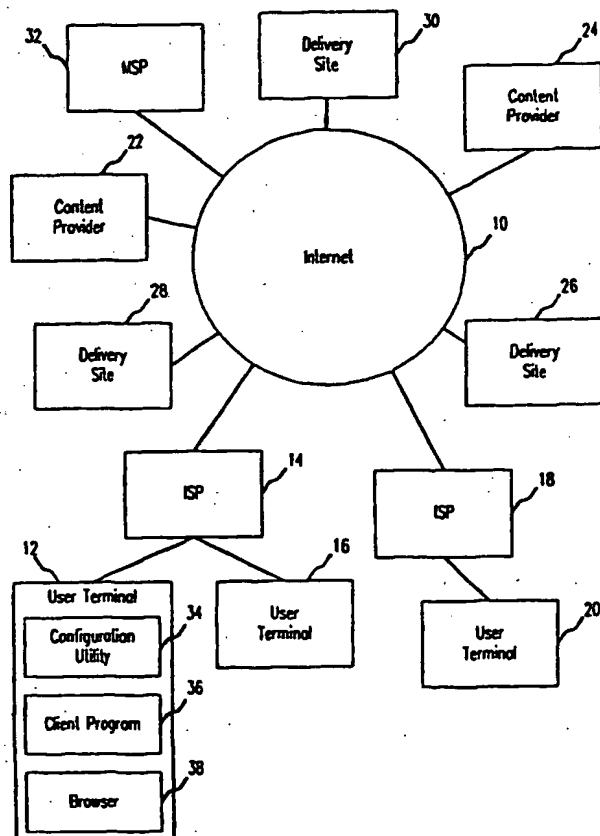 32
MSP
30
Delivery
Site
24
Content
Provider
22
Content
Provider
Internet
10
28
Delivery
Site
26
Delivery
Site
14
ISP
18
ISP
12
User Terminal
34
Configuration
Utility
36
Client Program
38
Browser
16
User
Terminal
20
User
Terminal